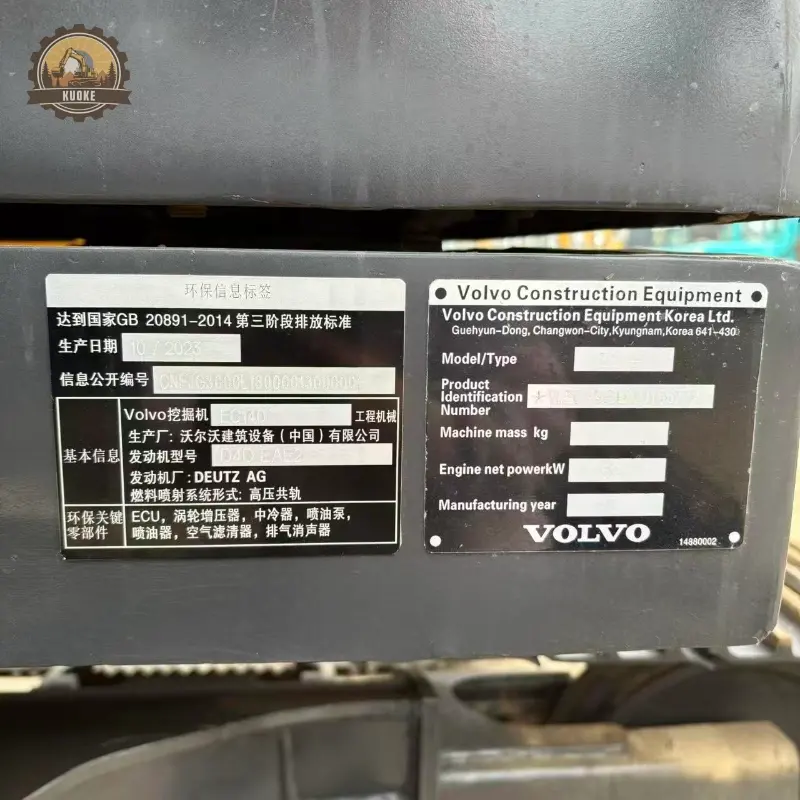 KUOKE
环保信息标签
达到国家GB 20891-2014 第三阶段排放标准
生产日期 10 / 2023
信息公开编号
基本信息
Volvo挖掘机 EC140 工程机械
生产厂: 沃尔沃建筑设备（中国）有限公司
发动机型号
发动机厂: DEUTZ AG
燃料喷射系统形式: 高压共轨
环保关键零部件
ECU, 涡轮增压器, 中冷器, 喷油泵,
喷油器, 空气滤清器, 排气消声器
Volvo Construction Equipment
Volvo Construction Equipment Korea Ltd.
Guehyun-Dong, Changwon-City, Kyungnam, Korea 641-430
Model/Type
Product
Identification
Number
Machine mass kg
Engine net powerkW
Manufacturing year
VOLVO
14880002